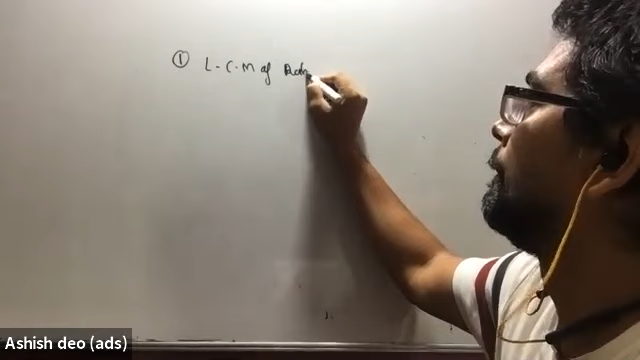 ① L.C.M of
Ashish deo (ads)